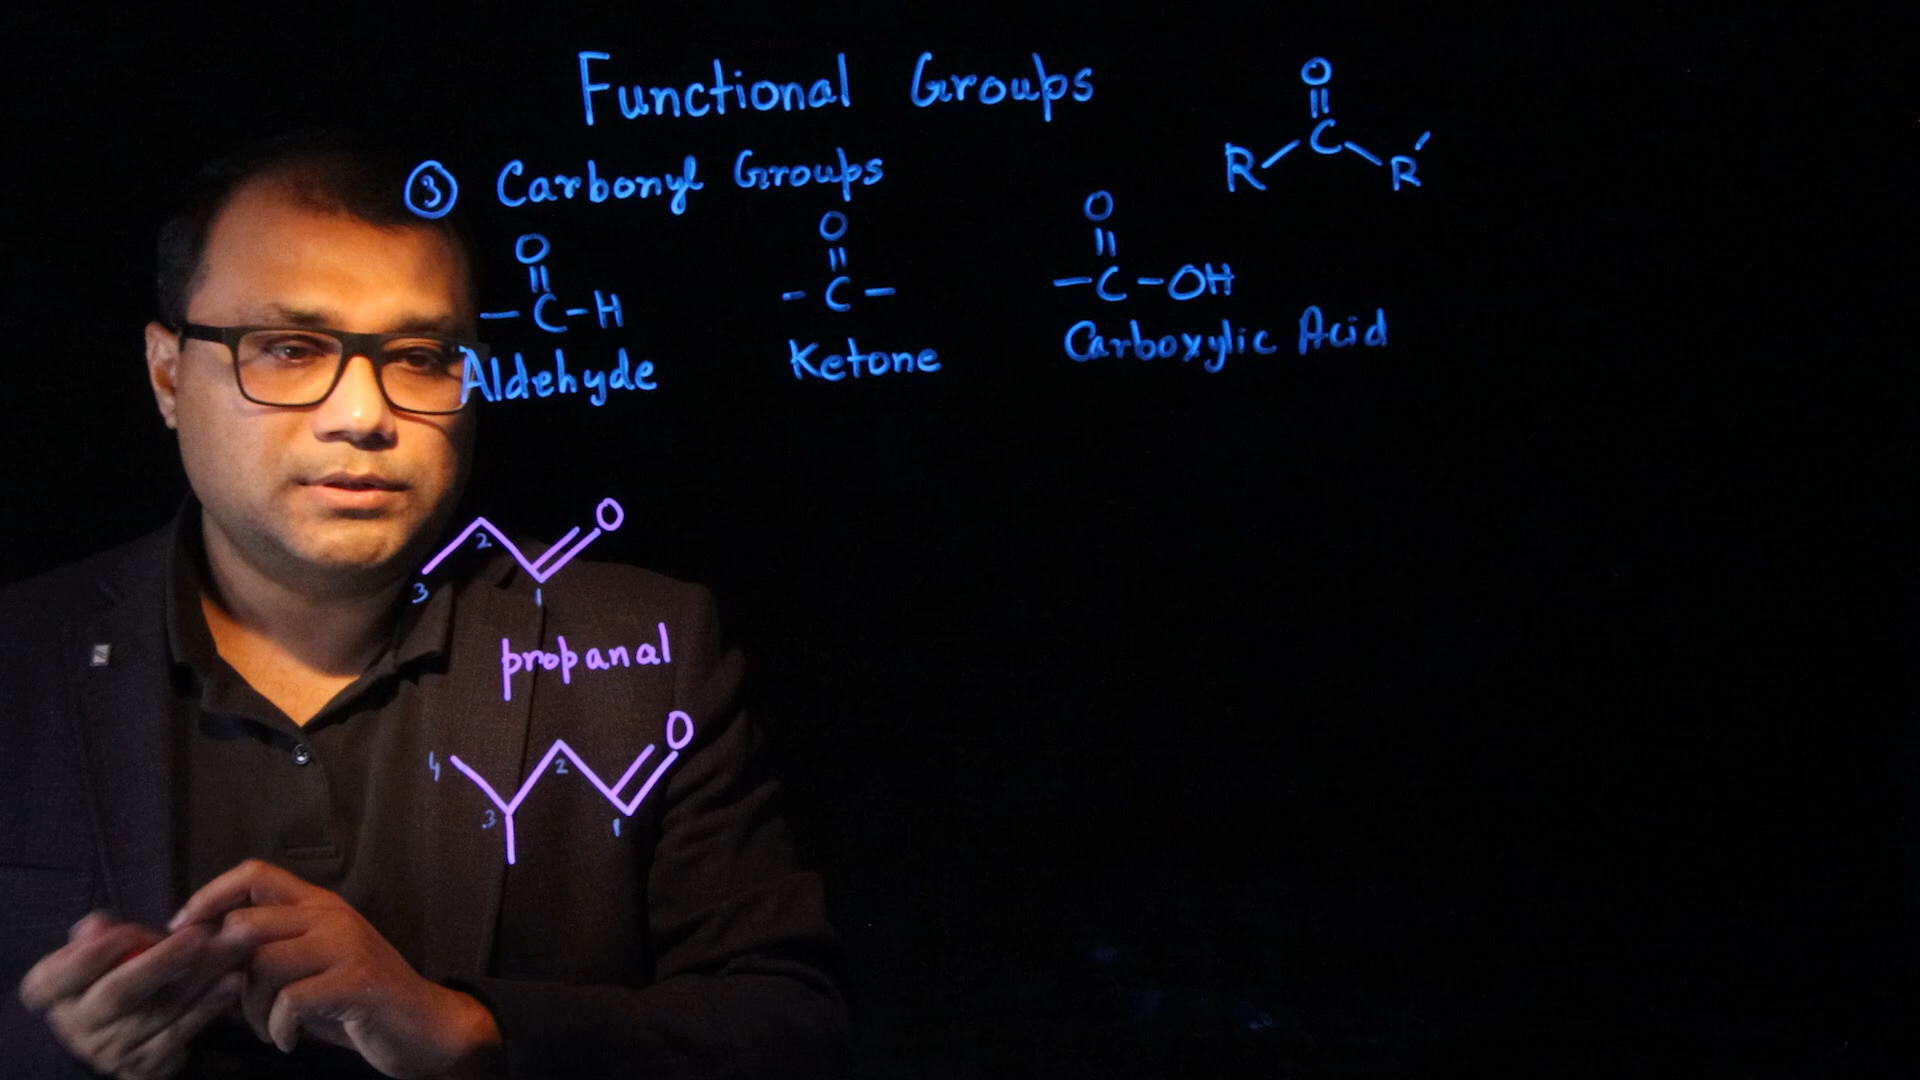 Functional Groups
③ Carbonyl Groups
O
C
R R'
O
C-H
Aldehyde
O
C
Ketone
O
C-OH
Carboxylic Acid
O
3 2 1
propanal
O
4 3 2 1